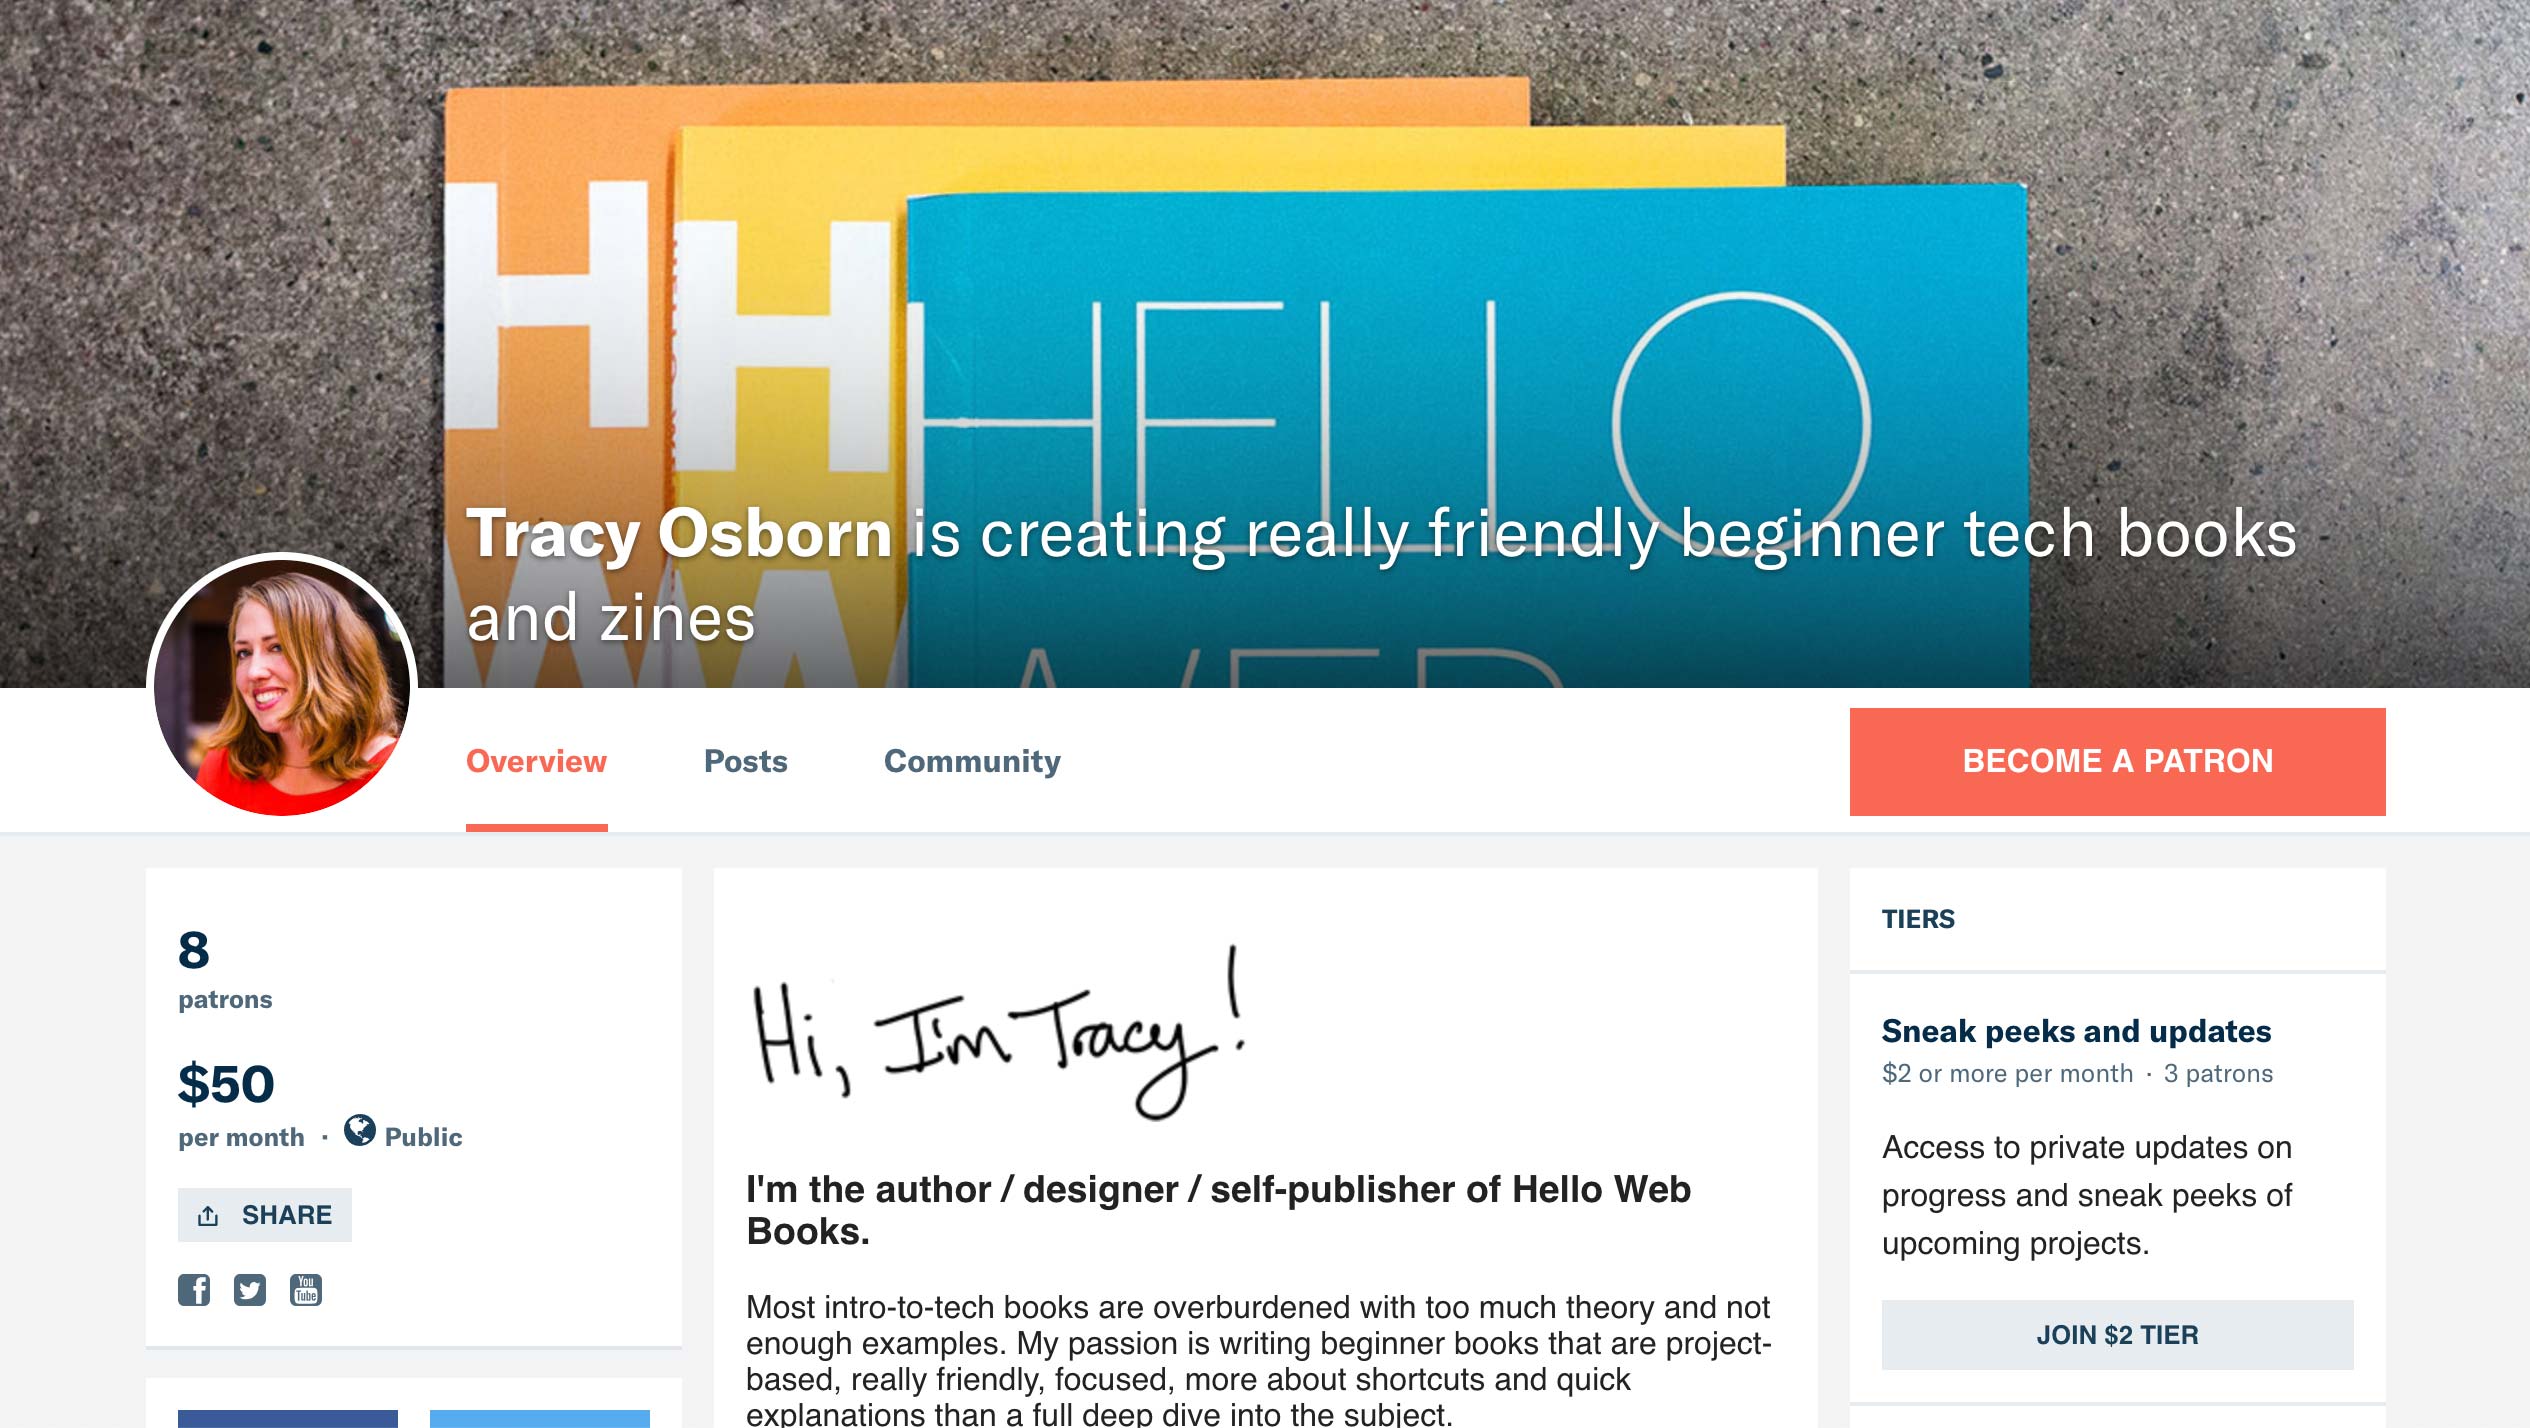 H
H
HELLO
Tracy Osborn is creating really friendly beginner tech books
and zines
W
W
WEB
Overview
Posts
Community
BECOME A PATRON
8
patrons
$50
per month · Public
SHARE
You
Tube
Hi, I'm Tracy!
I'm the author / designer / self-publisher of Hello Web
Books.
Most intro-to-tech books are overburdened with too much theory and not
enough examples. My passion is writing beginner books that are project-
based, really friendly, focused, more about shortcuts and quick
explanations than a full deep dive into the subject.
TIERS
Sneak peeks and updates
$2 or more per month · 3 patrons
Access to private updates on
progress and sneak peeks of
upcoming projects.
JOIN $2 TIER